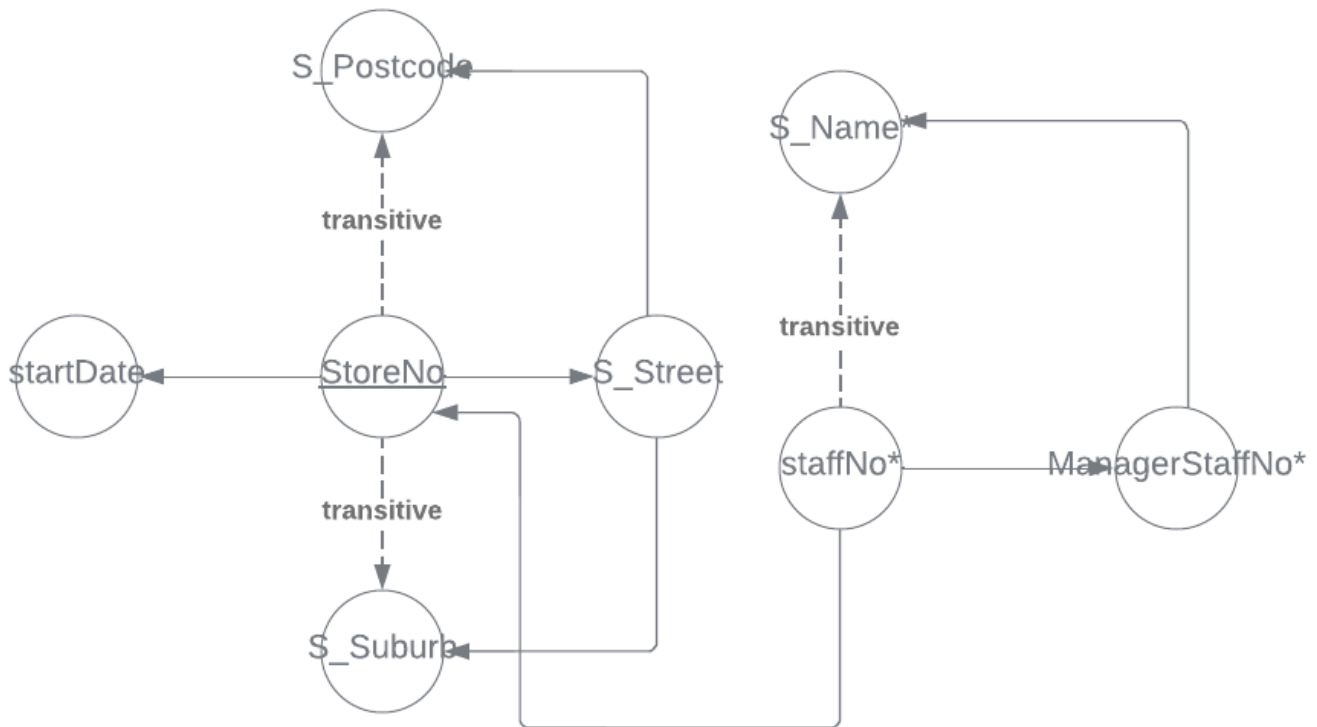 S_Postcode
S_Name*
transitive
transitive
startDate
StoreNo
S_Street
staffNo*
ManagerStaffNo*
transitive
S_Suburb